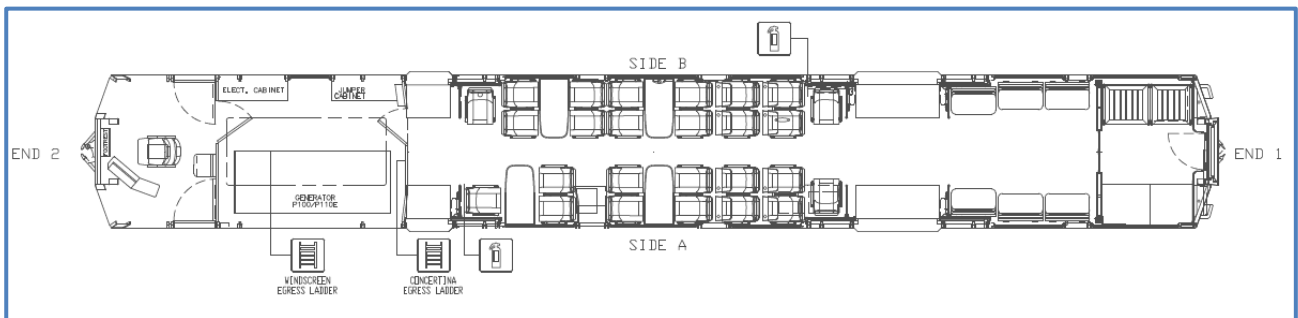 SIDE B
ELECT. CABINET
JUMPER
CABINET
END 2
END 1
GENERATOR
P100/P110E
SIDE A
WINDSCREEN
EGRESS LADDER
CONCERTINA
EGRESS LADDER